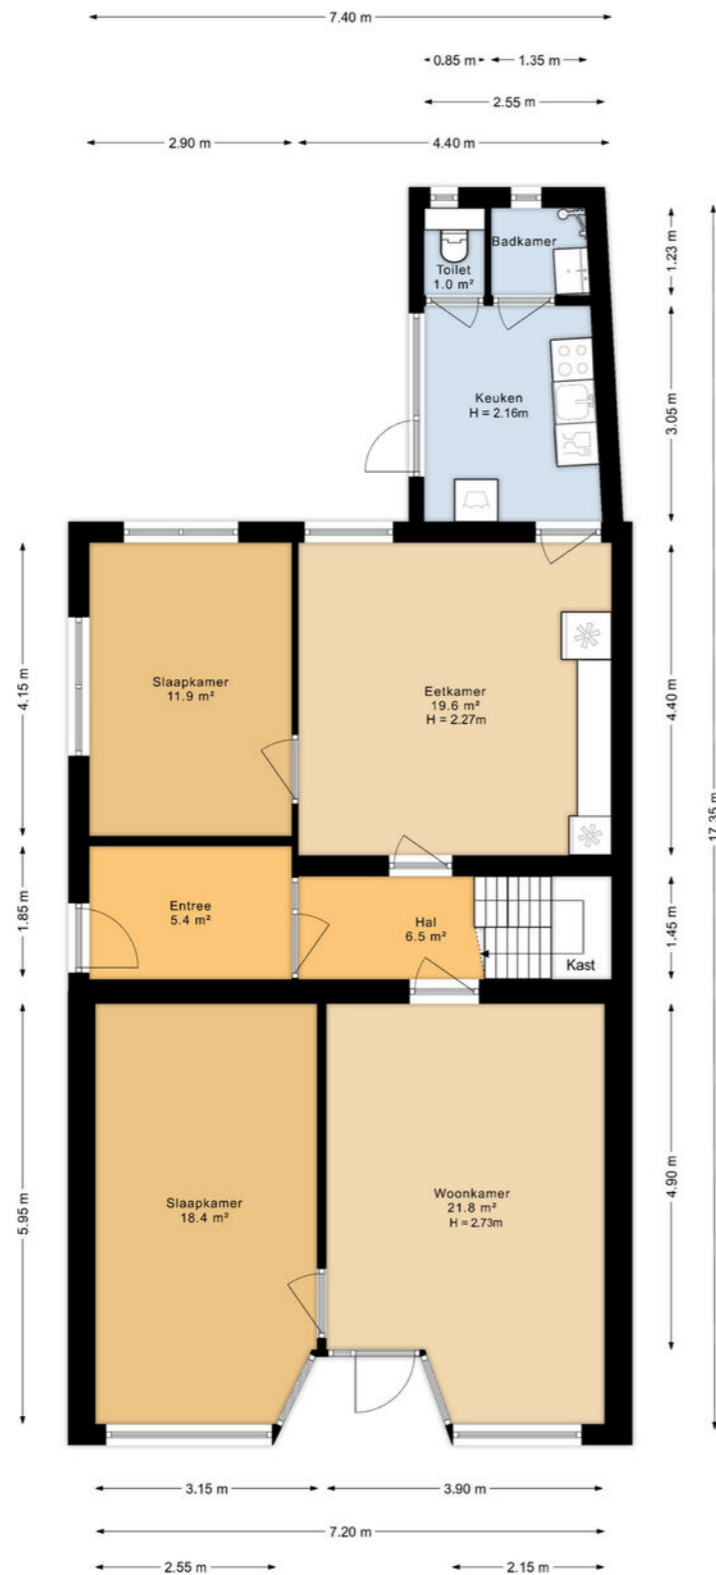 7.40 m
0.85 m
1.35 m
2.55 m
2.90 m
4.40 m
Badkamer
Toilet
1.0 m²
1.23 m
Keuken
H = 2.16m
3.05 m
Slaapkamer
11.9 m²
4.15 m
Eetkamer
19.6 m²
H = 2.27m
4.40 m
17.35 m
Entree
5.4 m²
1.85 m
Hal
6.5 m²
Kast
1.45 m
Slaapkamer
18.4 m²
5.95 m
Woonkamer
21.8 m²
H = 2.73m
4.90 m
3.15 m
3.90 m
7.20 m
2.55 m
2.15 m